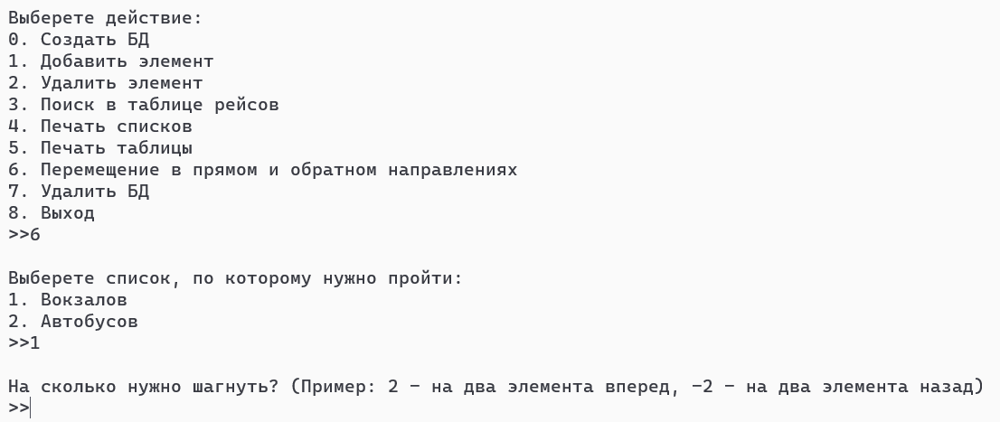 Выберете действие:
0. Создать БД
1. Добавить элемент
2. Удалить элемент
3. Поиск в таблице рейсов
4. Печать списков
5. Печать таблицы
6. Перемещение в прямом и обратном направлениях
7. Удалить БД
8. Выход
>>6
Выберете список, по которому нужно пройти:
1. Вокзалов
2. Автобусов
>>1
На сколько нужно шагнуть? (Пример: 2 – на два элемента вперед, –2 – на два элемента назад)
>>